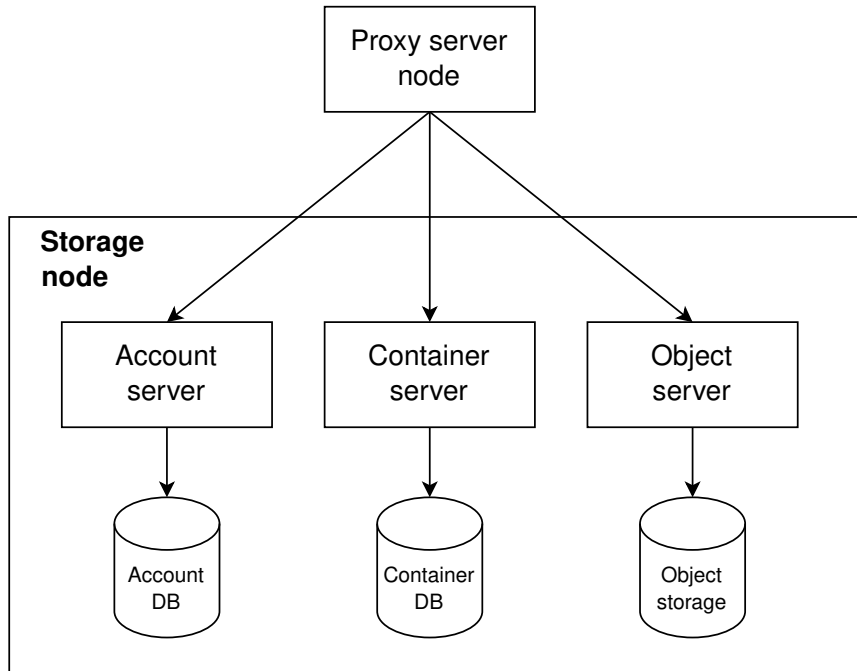 Proxy server
node
Storage
node
Account
server
Container
server
Object
server
Account
DB
Container
DB
Object
storage